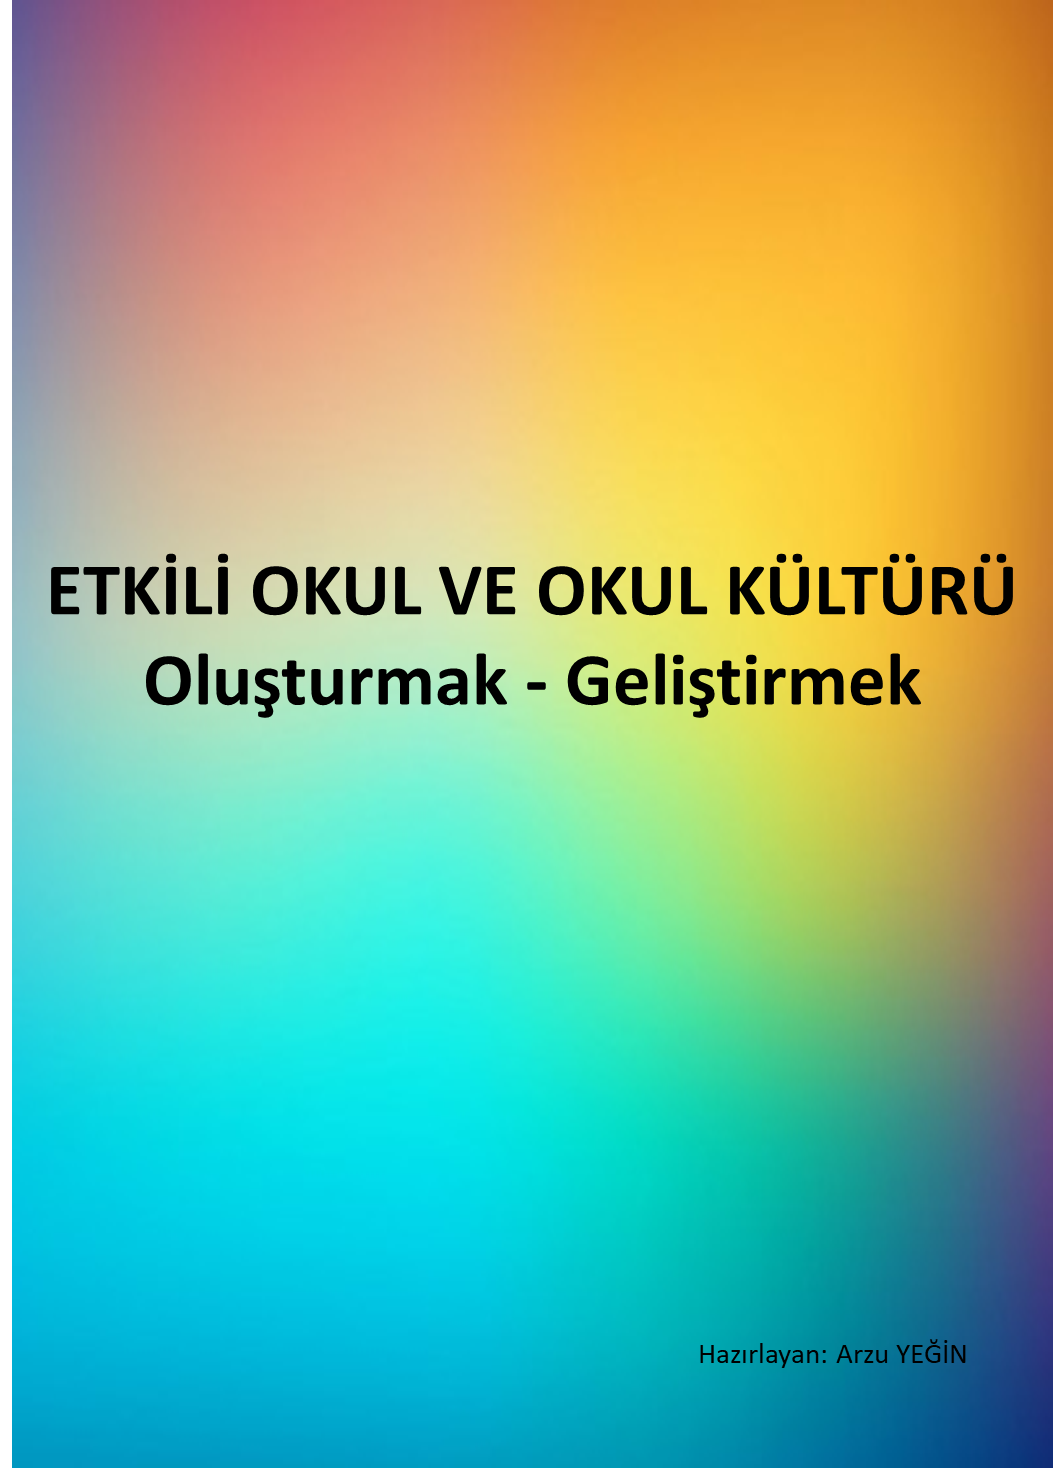 ETKİLİ OKUL VE OKUL KÜLTÜRÜ
Oluşturmak - Geliştirmek
Hazırlayan: Arzu YEĞİN